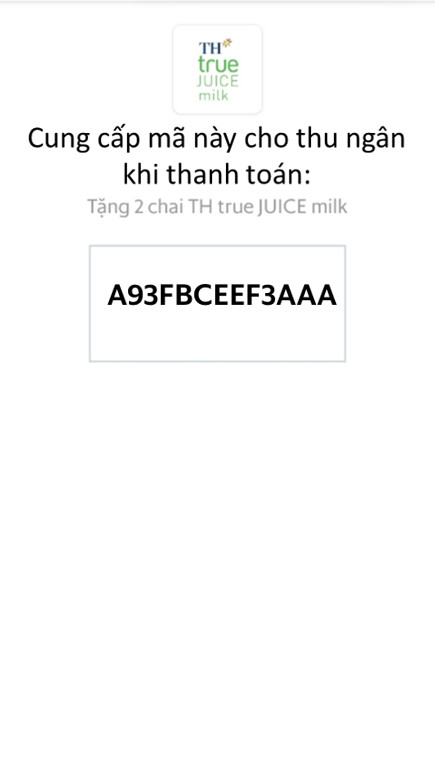 TH
true
JUICE
milk
Cung cấp mã này cho thu ngân
khi thanh toán:
Tặng 2 chai TH true JUICE milk
A93FBCEEF3AAA